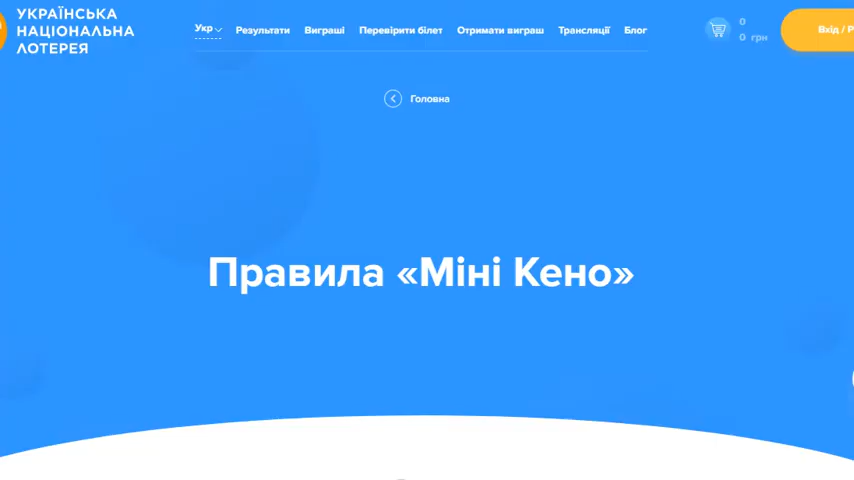 УКРАЇНСЬКА
НАЦІОНАЛЬНА
ЛОТЕРЕЯ
Укр Результати Виграші Перевірити білет Отримати виграш Трансляції Блог
0
0 грн
Вхід / Р
Головна
Правила «Міні Кено»